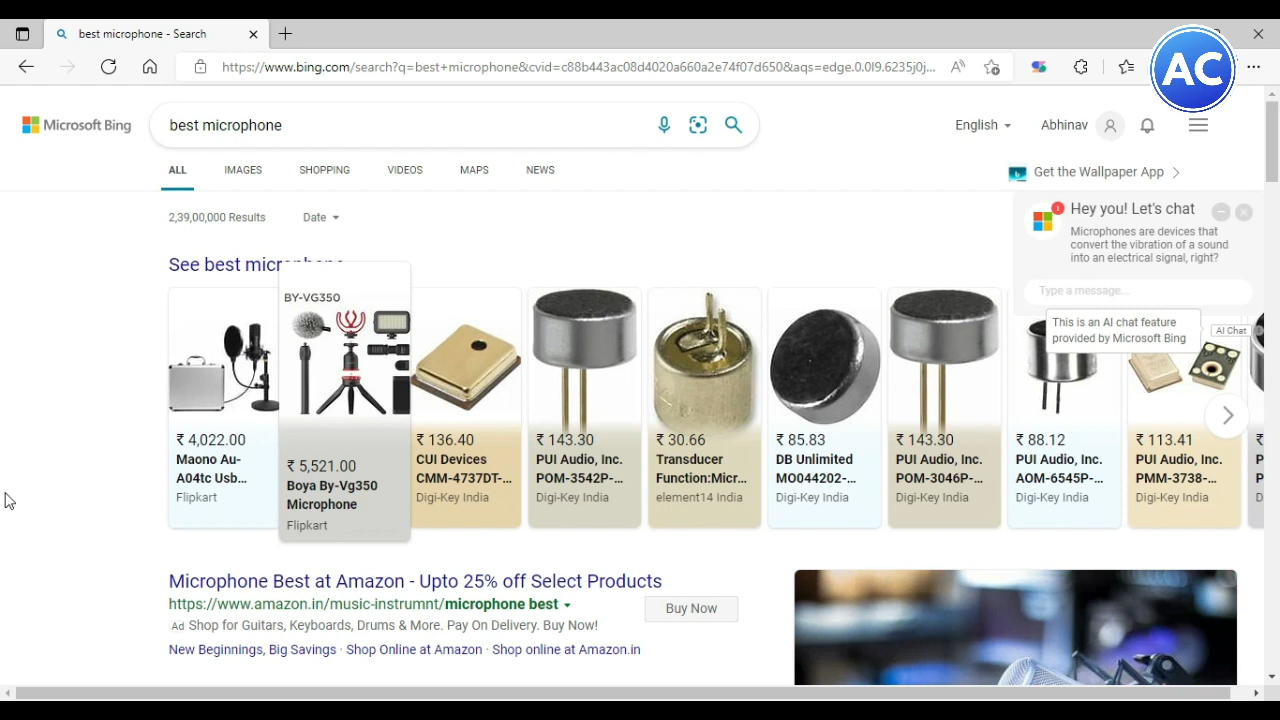 best microphone - Search
https://www.bing.com/search?q=best+microphone&cvid=c88b443ac08d4020a660a2e74f07d650&aqs=edge.0.0l9.6235j0j...
AC
Microsoft Bing
best microphone
English
Abhinav
ALL
IMAGES
SHOPPING
VIDEOS
MAPS
NEWS
Get the Wallpaper App
2,39,00,000 Results
Date
Hey you! Let's chat
1
Microphones are devices that
convert the vibration of a sound
into an electrical signal, right?
Type a message...
This is an AI chat feature
provided by Microsoft Bing
AI Chat
See best microphone
₹ 4,022.00
Maono Au-
A04tc Usb...
Flipkart
BY-VG350
₹ 5,521.00
Boya By-Vg350
Microphone
Flipkart
₹ 136.40
CUI Devices
CMM-4737DT-...
Digi-Key India
₹ 143.30
PUI Audio, Inc.
POM-3542P-...
Digi-Key India
₹ 30.66
Transducer
Function:Micr...
element14 India
₹ 85.83
DB Unlimited
MO044202-...
Digi-Key India
₹ 143.30
PUI Audio, Inc.
POM-3046P-...
Digi-Key India
₹ 88.12
PUI Audio, Inc.
AOM-6545P-...
Digi-Key India
₹ 113.41
PUI Audio, Inc.
PMM-3738-...
Digi-Key India
Microphone Best at Amazon - Upto 25% off Select Products
https://www.amazon.in/music-instrumnt/microphone best
Buy Now
Ad Shop for Guitars, Keyboards, Drums & More. Pay On Delivery. Buy Now!
New Beginnings, Big Savings · Shop Online at Amazon · Shop online at Amazon.in